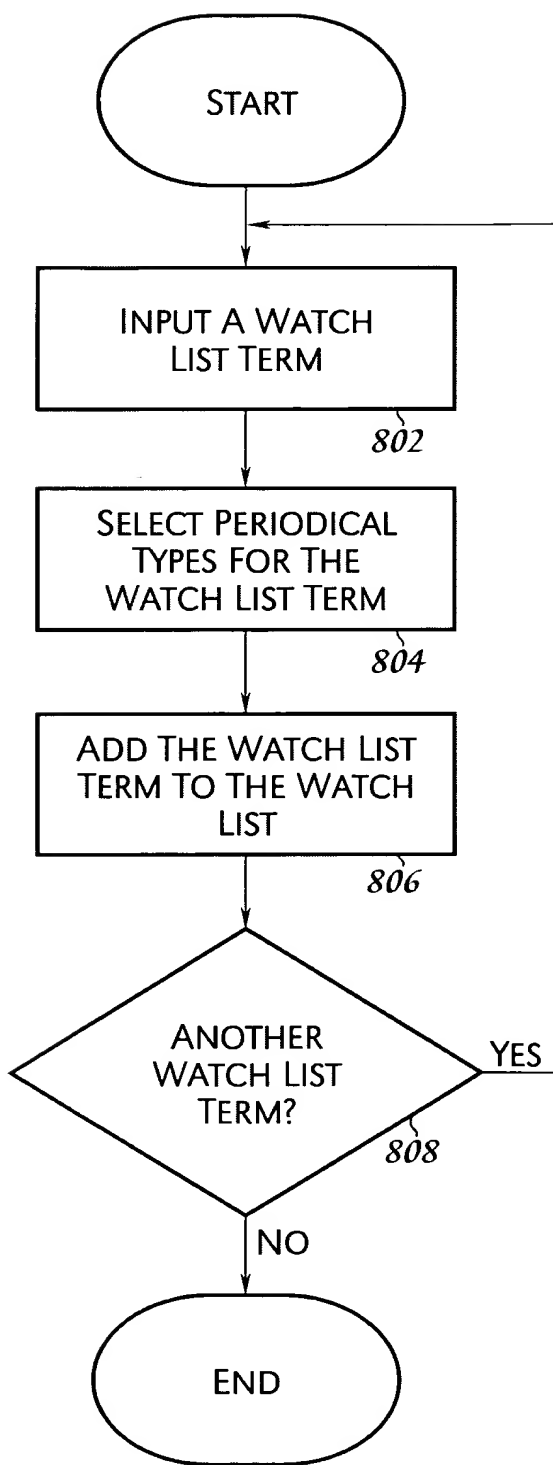 START
INPUT A WATCH
LIST TERM
802
SELECT PERIODICAL
TYPES FOR THE
WATCH LIST TERM
804
ADD THE WATCH LIST
TERM TO THE WATCH
LIST
806
ANOTHER
WATCH LIST
TERM?
YES
808
NO
END